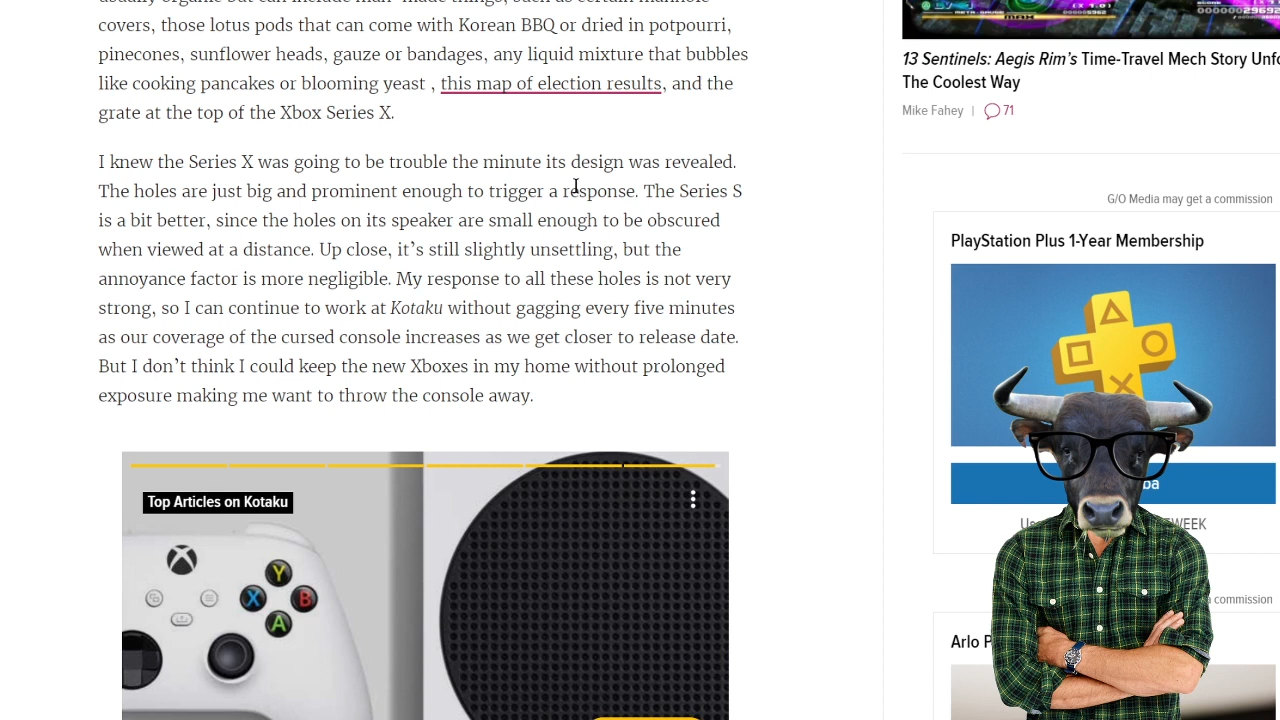 covers, those lotus pods that can come with Korean BBQ or dried in potpourri,
pinecones, sunflower heads, gauze or bandages, any liquid mixture that bubbles
like cooking pancakes or blooming yeast , this map of election results, and the
grate at the top of the Xbox Series X.
I knew the Series X was going to be trouble the minute its design was revealed.
The holes are just big and prominent enough to trigger a response. The Series S
is a bit better, since the holes on its speaker are small enough to be obscured
when viewed at a distance. Up close, it’s still slightly unsettling, but the
annoyance factor is more negligible. My response to all these holes is not very
strong, so I can continue to work at Kotaku without gagging every five minutes
as our coverage of the cursed console increases as we get closer to release date.
But I don’t think I could keep the new Xboxes in my home without prolonged
exposure making me want to throw the console away.
Top Articles on Kotaku
Y
X
B
A
META-GAUGE
MAX
13 Sentinels: Aegis Rim’s Time-Travel Mech Story Unfo
The Coolest Way
Mike Fahey | 71
G/O Media may get a commission
PlayStation Plus 1-Year Membership
ba
Us WEEK
commission
Arlo P